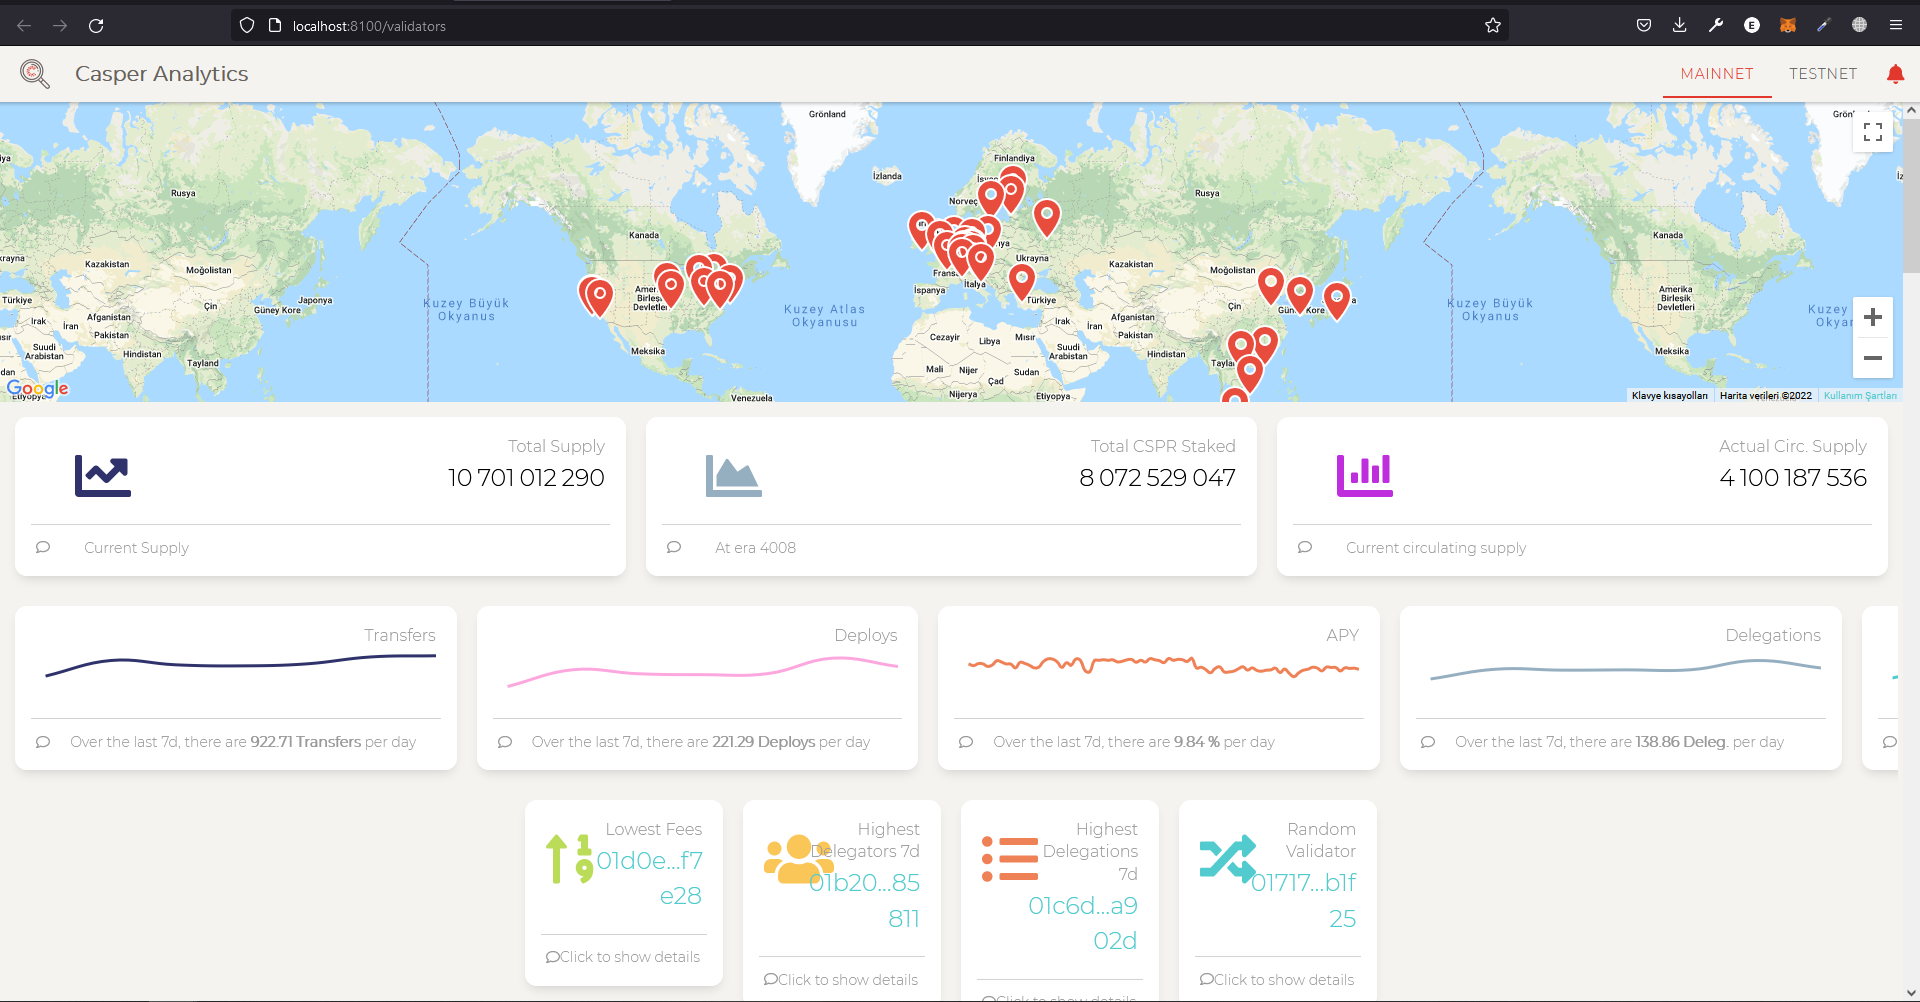 localhost:8100/validators
Casper Analytics
MAINNET
TESTNET
Grönland
İzlanda
Finlandiya
Norveç
Rusya
Kanada
Kazakistan
Moğolistan
Çin
Japonya
Güney Kore
Türkiye
Irak
İran
Afganistan
Pakistan
Suudi
Arabistan
Hindistan
Tayland
Kuzey Büyük
Okyanus
Meksika
Venezuela
Kuzey Atlas
Okyanusu
İspanya
İtalya
Ukrayna
Türkiye
Cezayir
Libya
Mısır
Mali
Nijer
Çad
Sudan
Nijerya
Etiyopya
Irak
İran
Suudi
Arabistan
Kazakistan
Afganistan
Pakistan
Hindistan
Rusya
Moğolistan
Çin
Kuzey Büyük
Okyanus
Kanada
Amerika
Birleşik
Devletleri
Meksika
Google
Klavye kısayolları
Harita verileri ©2022
Kullanım Şartları
Total Supply
10 701 012 290
Current Supply
Total CSPR Staked
8 072 529 047
At era 4008
Actual Circ. Supply
4 100 187 536
Current circulating supply
Transfers
Over the last 7d, there are 922.71 Transfers per day
Deploys
Over the last 7d, there are 221.29 Deploys per day
APY
Over the last 7d, there are 9.84 % per day
Delegations
Over the last 7d, there are 138.86 Deleg. per day
Lowest Fees
01d0e...f7
e28
Click to show details
Highest
Delegators 7d
01b20...85
811
Click to show details
Highest
Delegations
7d
01c6d...a9
02d
Click to show details
Random
Validator
01717...b1f
25
Click to show details